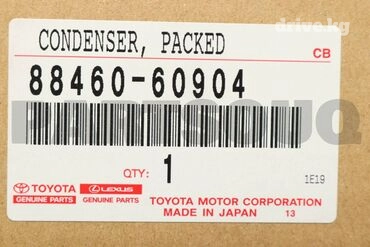 drive.kg
CONDENSER, PACKED
CB
88460-60904
PARTSOUQ
QTY: 1
1E19
TOYOTA LEXUS
GENUINE PARTS GENUINE PARTS
TOYOTA MOTOR CORPORATION
MADE IN JAPAN 13